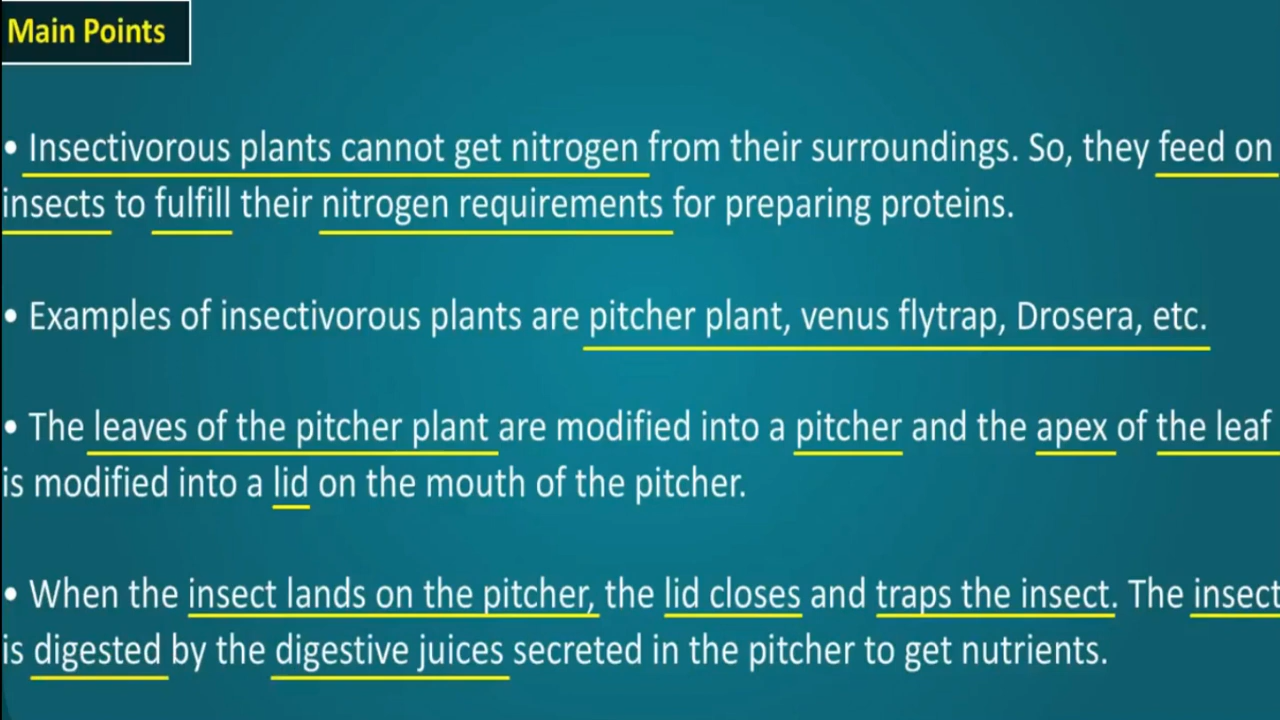 Main Points
• Insectivorous plants cannot get nitrogen from their surroundings. So, they feed on
insects to fulfill their nitrogen requirements for preparing proteins.
• Examples of insectivorous plants are pitcher plant, venus flytrap, Drosera, etc.
• The leaves of the pitcher plant are modified into a pitcher and the apex of the leaf
is modified into a lid on the mouth of the pitcher.
• When the insect lands on the pitcher, the lid closes and traps the insect. The insect
is digested by the digestive juices secreted in the pitcher to get nutrients.